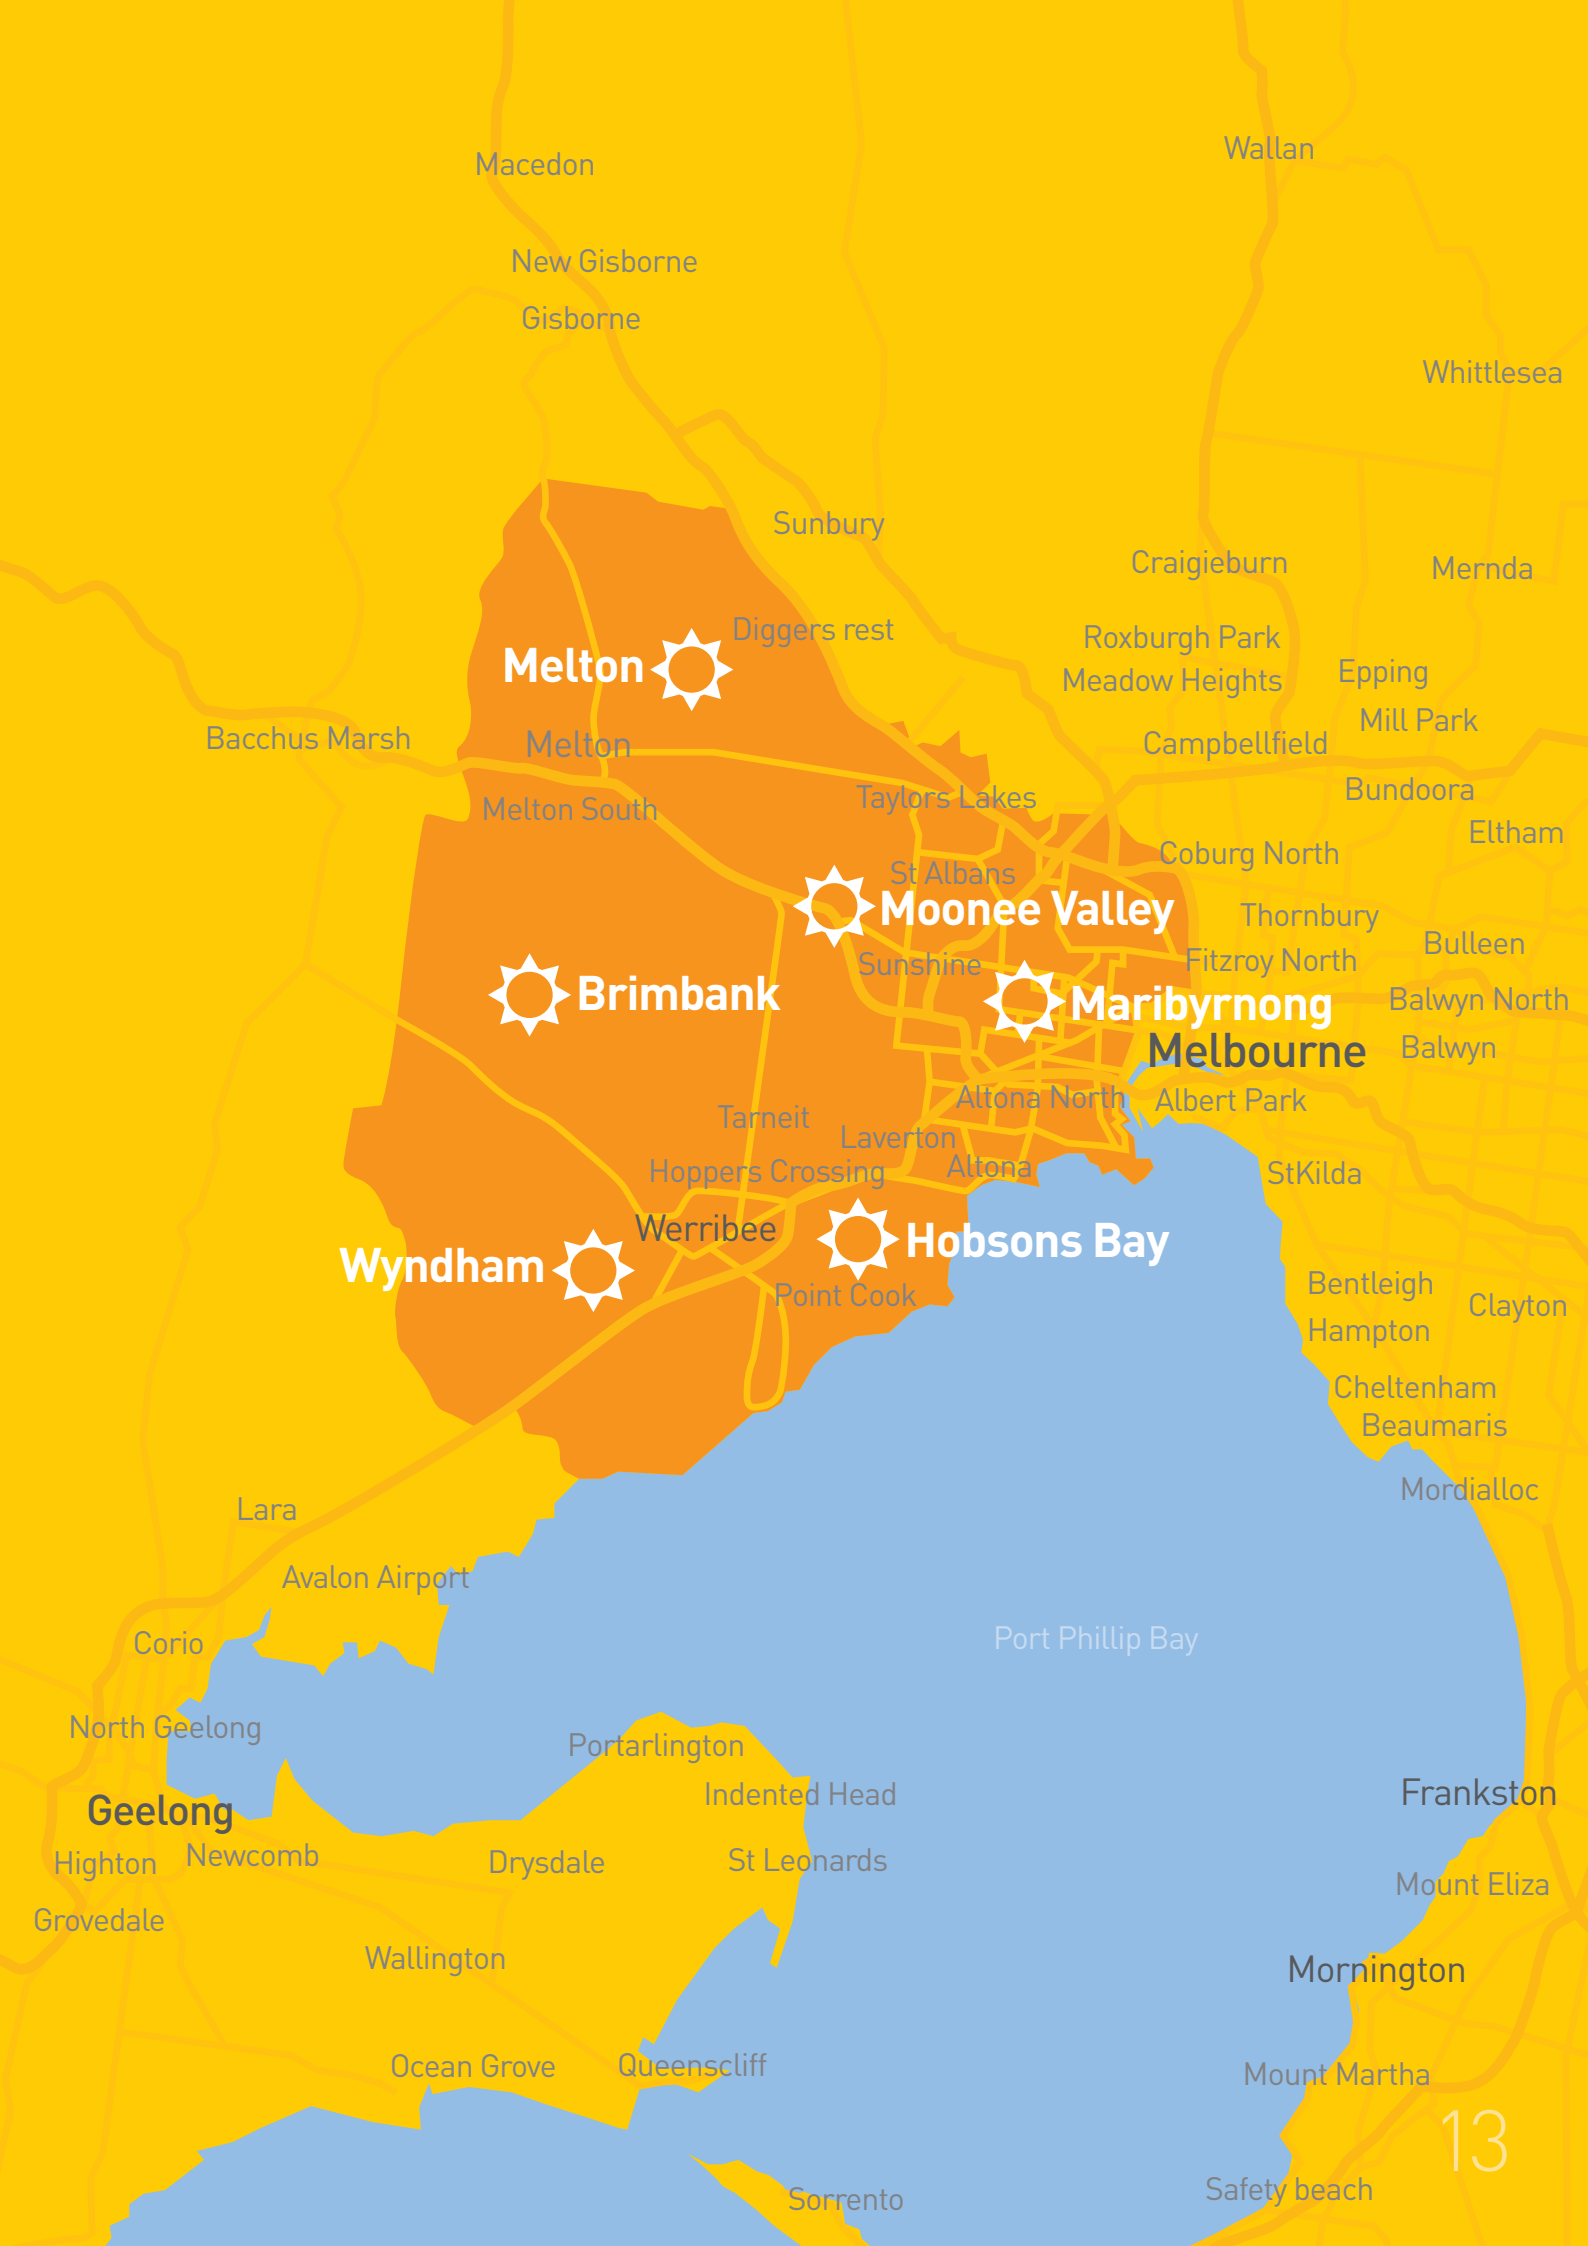 Wallan
Macedon
New Gisborne
Gisborne
Whittlesea
Sunbury
Craigieburn
Mernda
Diggers rest
Roxburgh Park
Melton
Epping
Meadow Heights
Mill Park
Bacchus Marsh
Melton
Campbellfield
Bundoora
Taylors Lakes
Melton South
Eltham
Coburg North
St Albans
Moonee Valley
Thornbury
Bulleen
Sunshine
Fitzroy North
Brimbank
Balwyn North
Maribyrnong
Melbourne
Balwyn
Altona North
Albert Park
Tarneit
Laverton
Altona
Hoppers Crossing
StKilda
Werribee
Hobsons Bay
Wyndham
Bentleigh
Point Cook
Clayton
Hampton
Cheltenham
Beaumaris
Mordialloc
Lara
Avalon Airport
Port Phillip Bay
Corio
North Geelong
Portarlington
Indented Head
Frankston
Geelong
Newcomb
St Leonards
Drysdale
Highton
Mount Eliza
Grovedale
Wallington
Mornington
Queenscliff
Ocean Grove
Mount Martha
13
Safety beach
Sorrento